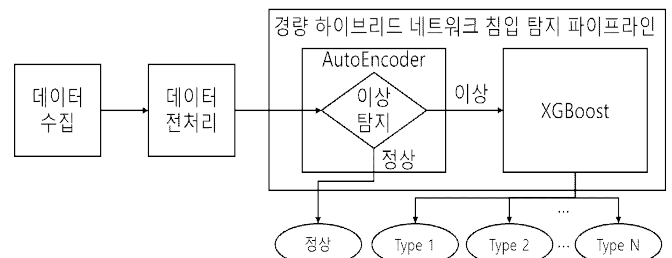 경량 하이브리드 네트워크 침입 탐지 파이프라인
AutoEncoder
데이터
수집
데이터
전처리
이상
탐지
이상
XGBoost
정상
...
정상
Type 1
Type 2
...
Type N